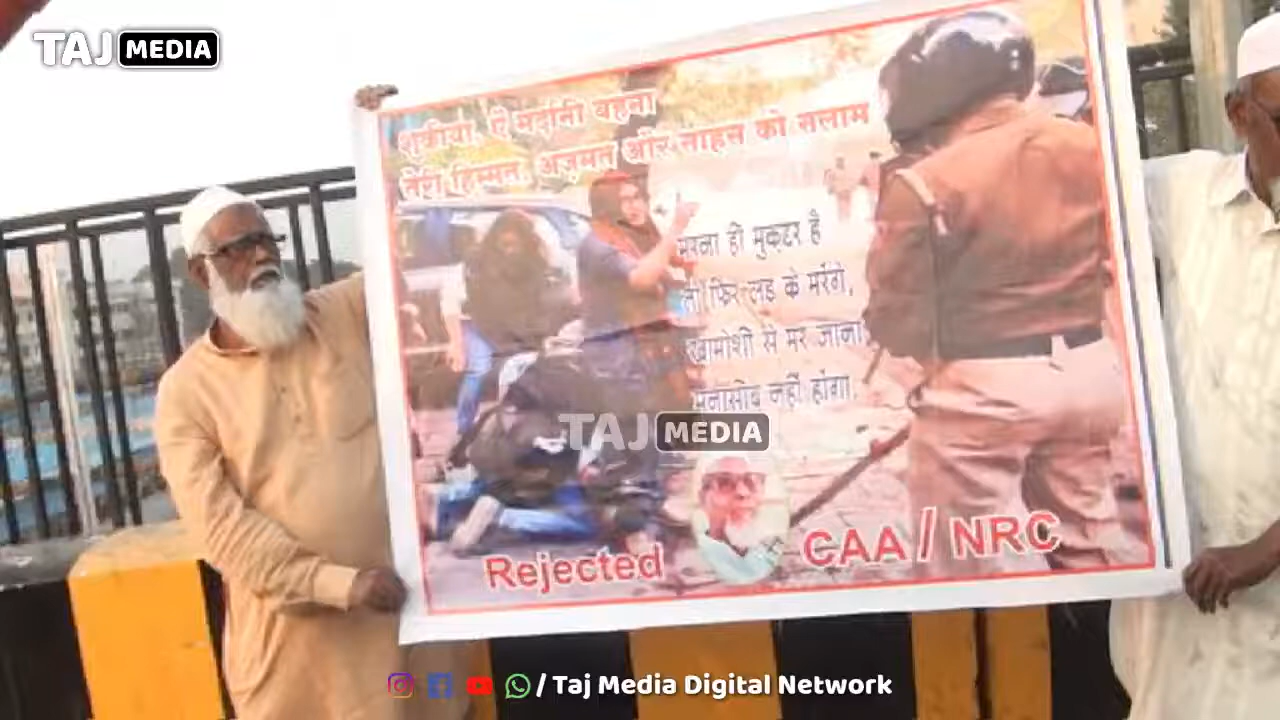 TAJ MEDIA
ऐ मर्दानी बहना
तेरी हिम्मत, अज़मत और साहस को सलाम
मरना ही मुकद्दर है
तो फिर लड़ के मरेंगे,
खामोशी से मर जाना
मुनासीब नहीं होगा,
TAJ MEDIA
Rejected CAA / NRC
/ Taj Media Digital Network